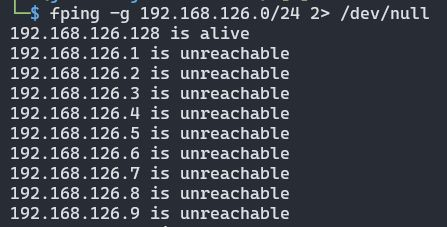 └─$ fping -g 192.168.126.0/24 2> /dev/null
192.168.126.128 is alive
192.168.126.1 is unreachable
192.168.126.2 is unreachable
192.168.126.3 is unreachable
192.168.126.4 is unreachable
192.168.126.5 is unreachable
192.168.126.6 is unreachable
192.168.126.7 is unreachable
192.168.126.8 is unreachable
192.168.126.9 is unreachable